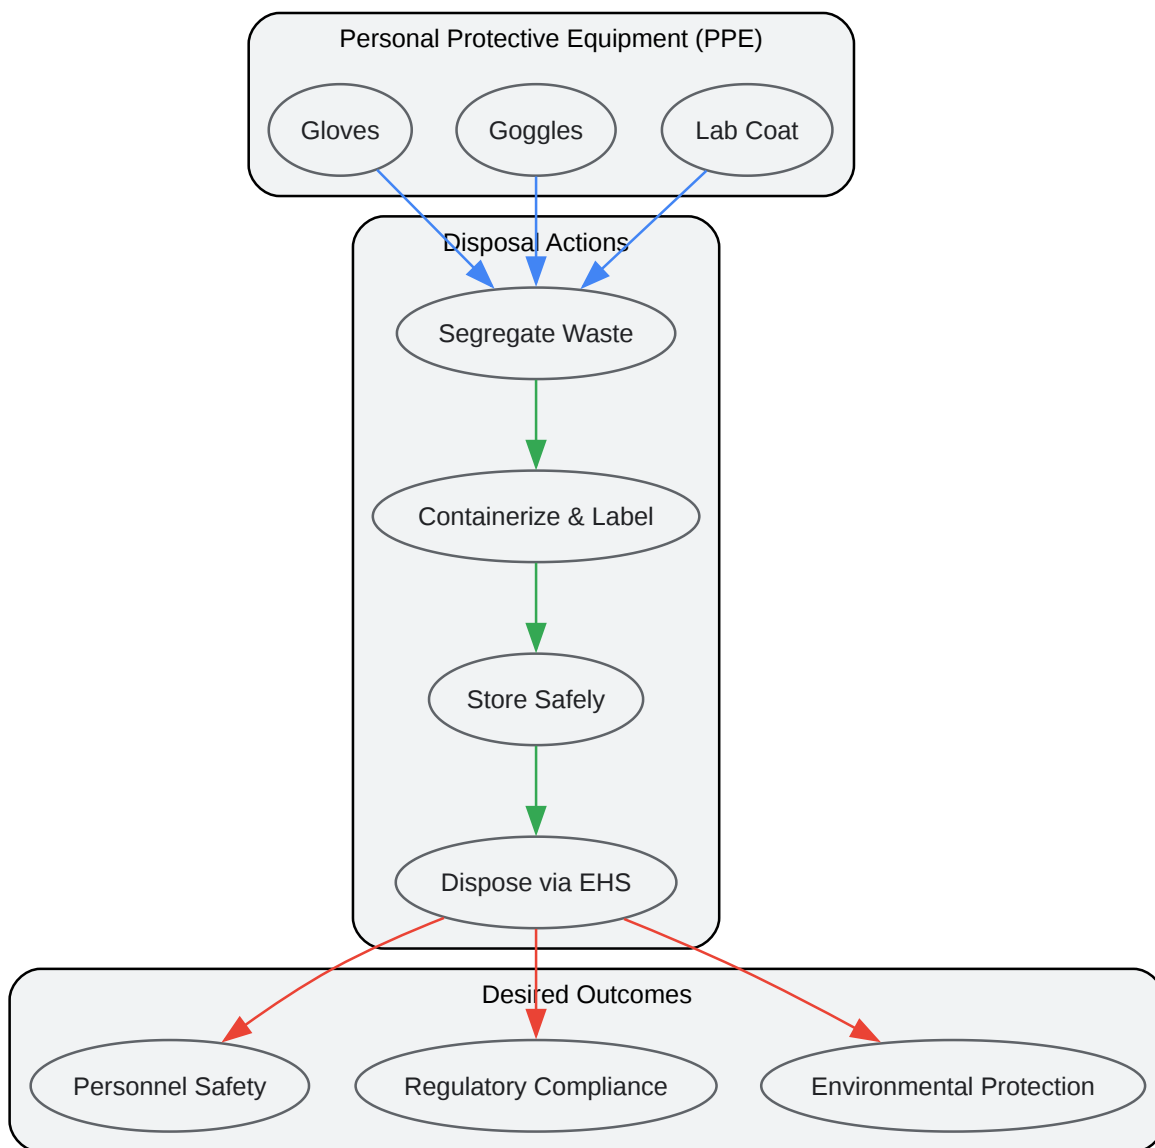 Personal Protective Equipment (PPE)
Gloves
Goggles
Lab Coat
Disposal Actions
Segregate Waste
Containerize & Label
Store Safely
Dispose via EHS
Desired Outcomes
Personnel Safety
Regulatory Compliance
Environmental Protection